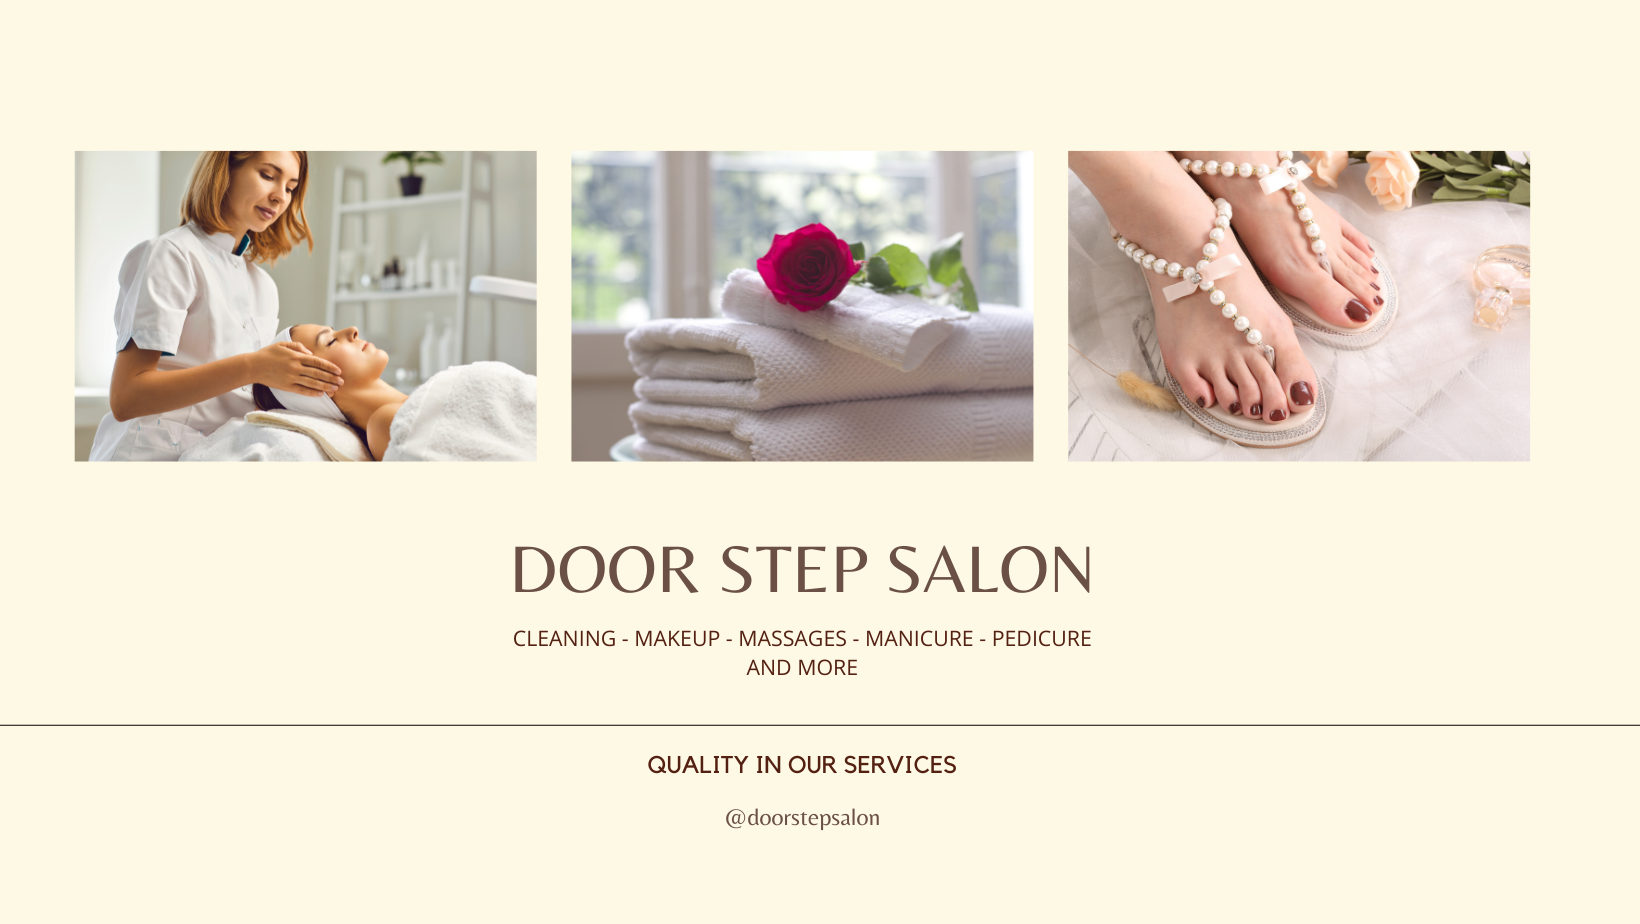 DOOR STEP SALON
CLEANING - MAKEUP - MASSAGES - MANICURE - PEDICURE
AND MORE
QUALITY IN OUR SERVICES
@doorstepsalon